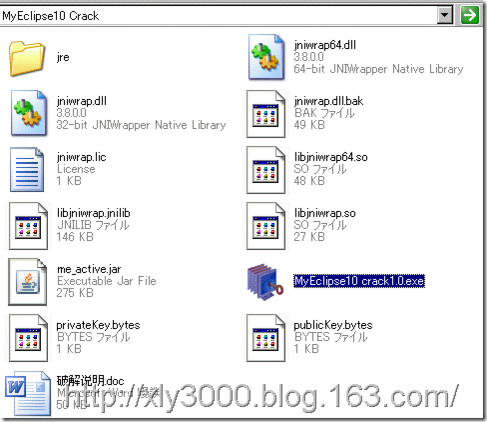 MyEclipse10 Crack
jre
jniwrap64.dll
3.8.0.0
64-bit JNIWrapper Native Library
jniwrap.dll
3.8.0.0
32-bit JNIWrapper Native Library
jniwrap.dll.bak
BAK ファイル
49 KB
jniwrap.lic
License
1 KB
libjniwrap64.so
SO ファイル
48 KB
libjniwrap.jnilib
JNILIB ファイル
146 KB
libjniwrap.so
SO ファイル
27 KB
me_active.jar
Executable Jar File
275 KB
MyEclipse10 crack1.0.exe
privateKey.bytes
BYTES ファイル
1 KB
publicKey.bytes
BYTES ファイル
1 KB
破解说明.doc
Microsoft Word
50 KB
http://xly3000.blog.163.com/